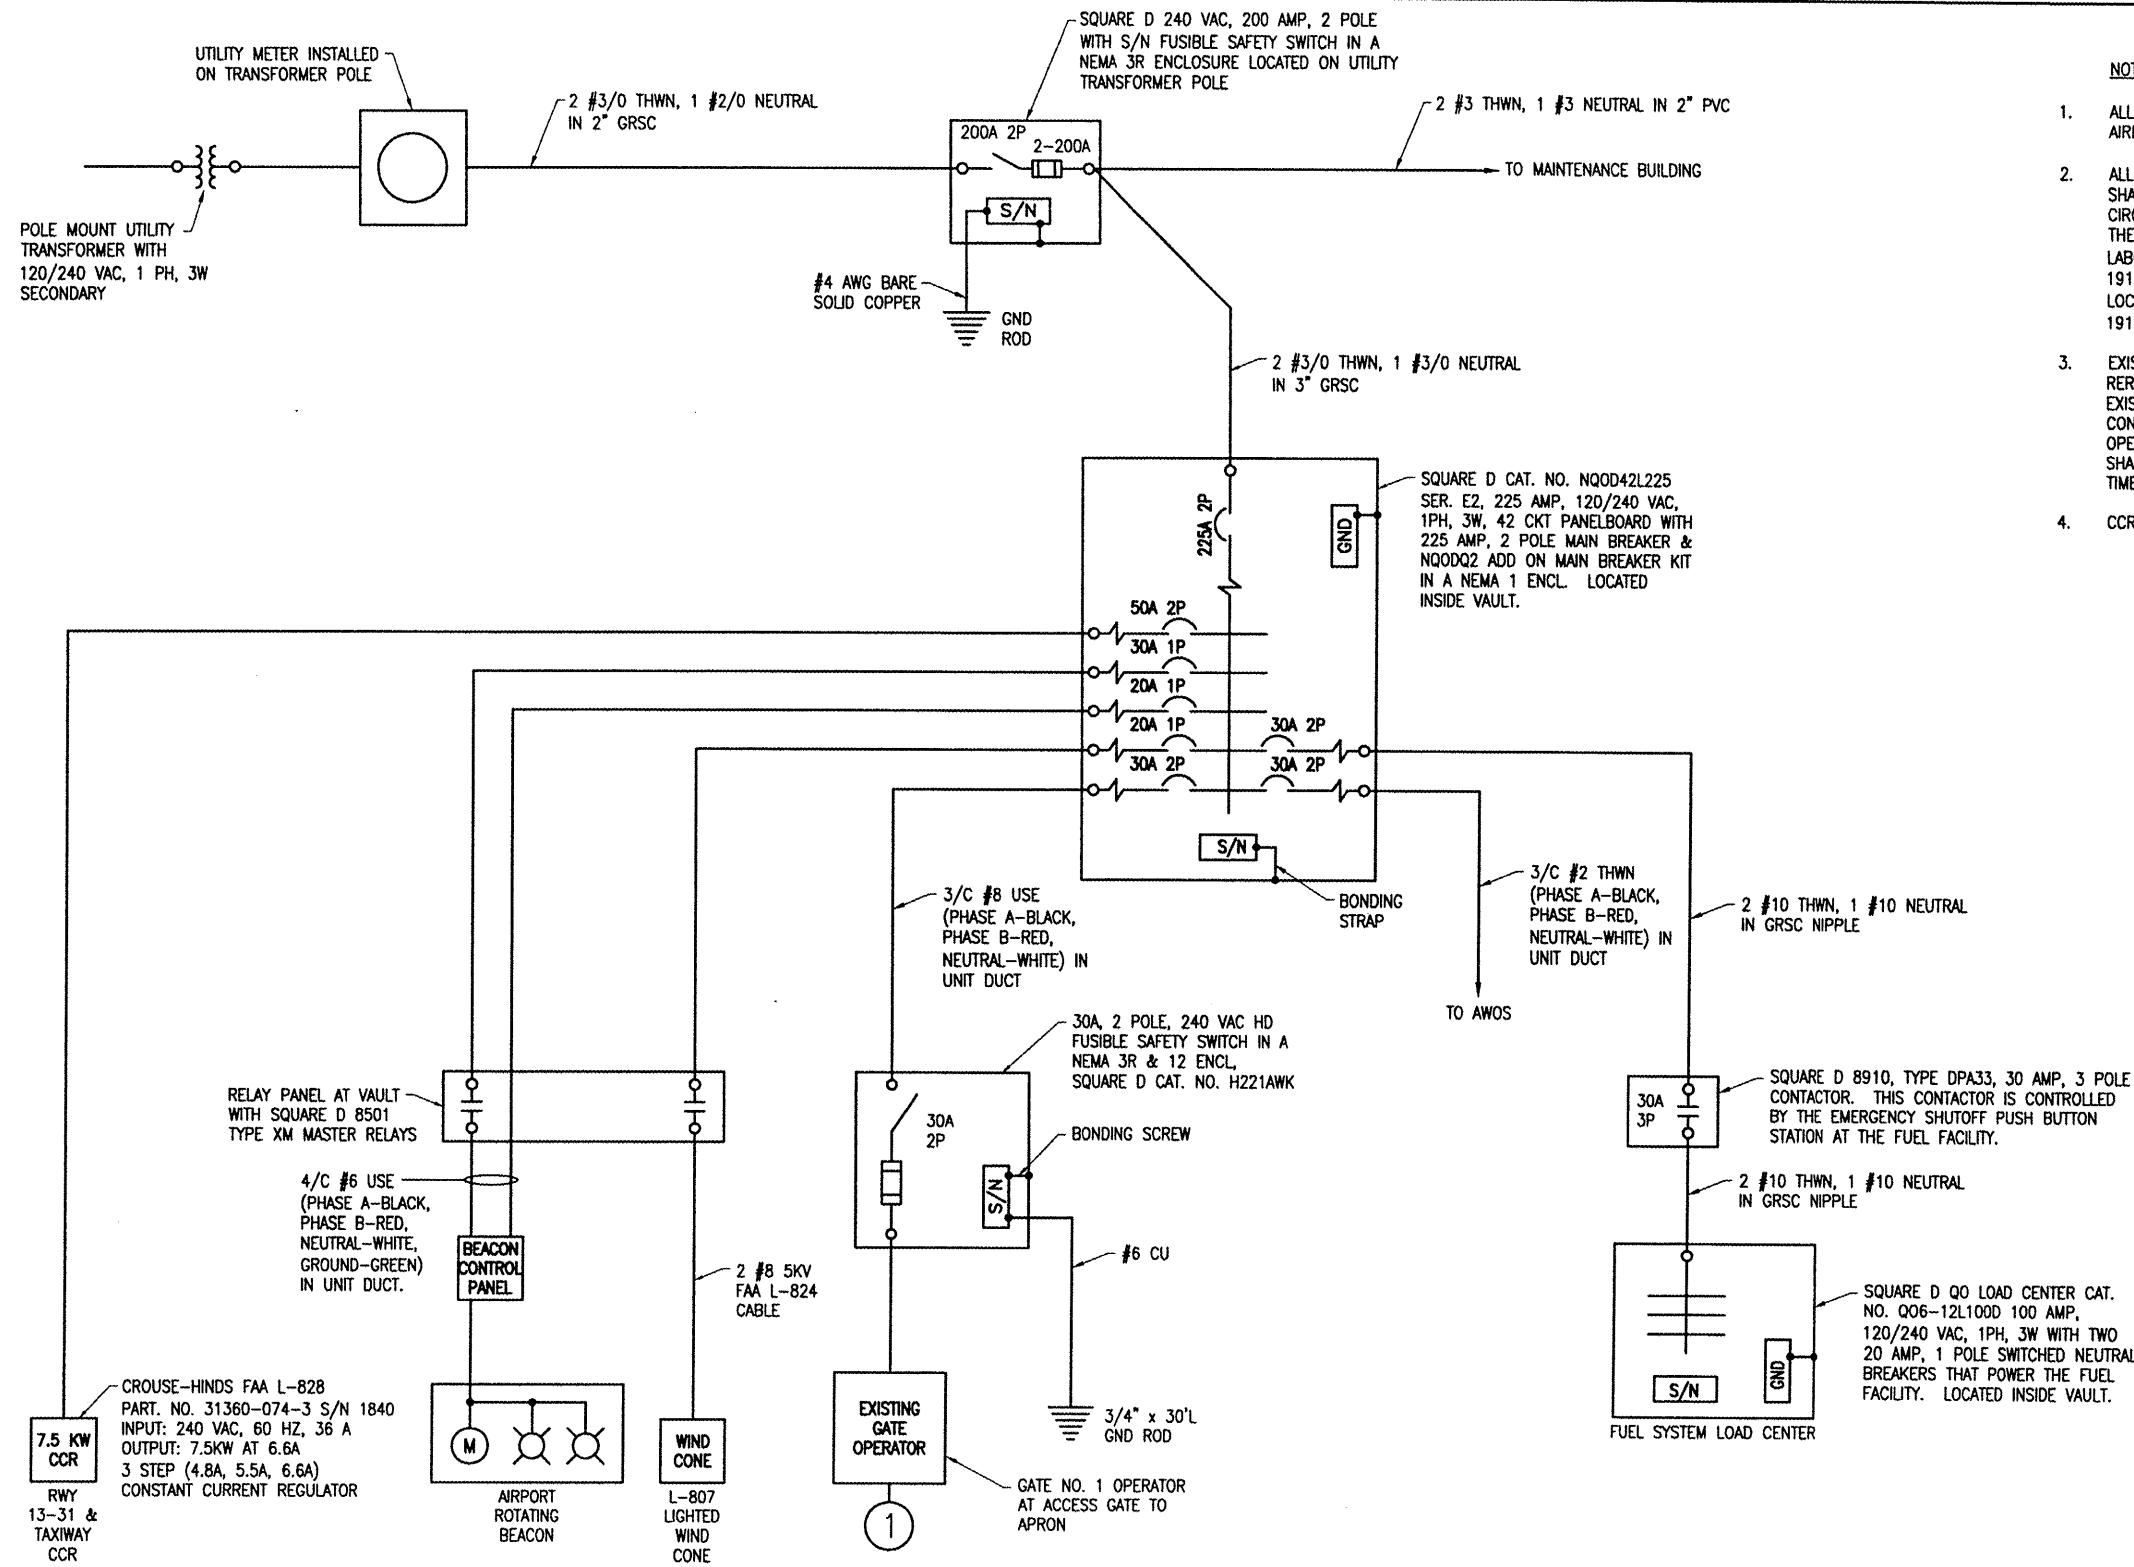 UTILITY METER INSTALLED
ON TRANSFORMER POLE
2 #3/0 THWN, 1 #2/0 NEUTRAL
IN 2" GRSC
SQUARE D 240 VAC, 200 AMP, 2 POLE
WITH S/N FUSIBLE SAFETY SWITCH IN A
NEMA 3R ENCLOSURE LOCATED ON UTILITY
TRANSFORMER POLE
2 #3 THWN, 1 #3 NEUTRAL IN 2" PVC
200A 2P
2-200A
S/N
TO MAINTENANCE BUILDING
POLE MOUNT UTILITY
TRANSFORMER WITH
120/240 VAC, 1 PH, 3W
SECONDARY
#4 AWG BARE
SOLID COPPER
GND
ROD
2 #3/0 THWN, 1 #3/0 NEUTRAL
IN 3" GRSC
NOT
1. ALL
AIR
2. ALL
SHA
CIR
THE
LAB
191
LOC
191
3. EXIS
RER
EXIS
CON
OPE
SHA
TIME
4. CCR
225A 2P
GND
SQUARE D CAT. NO. NQOD42L225
SER. E2, 225 AMP, 120/240 VAC,
1PH, 3W, 42 CKT PANELBOARD WITH
225 AMP, 2 POLE MAIN BREAKER &
NQODQ2 ADD ON MAIN BREAKER KIT
IN A NEMA 1 ENCL. LOCATED
INSIDE VAULT.
50A 2P
30A 1P
20A 1P
20A 1P
30A 2P
30A 2P
30A 2P
S/N
BONDING
STRAP
3/C #8 USE
(PHASE A-BLACK,
PHASE B-RED,
NEUTRAL-WHITE) IN
UNIT DUCT
3/C #2 THWN
(PHASE A-BLACK,
PHASE B-RED,
NEUTRAL-WHITE) IN
UNIT DUCT
TO AWOS
2 #10 THWN, 1 #10 NEUTRAL
IN GRSC NIPPLE
30A, 2 POLE, 240 VAC HD
FUSIBLE SAFETY SWITCH IN A
NEMA 3R & 12 ENCL,
SQUARE D CAT. NO. H221AWK
RELAY PANEL AT VAULT
WITH SQUARE D 8501
TYPE XM MASTER RELAYS
30A
2P
S/N
BONDING SCREW
30A
3P
SQUARE D 8910, TYPE DPA33, 30 AMP, 3 POLE
CONTACTOR. THIS CONTACTOR IS CONTROLLED
BY THE EMERGENCY SHUTOFF PUSH BUTTON
STATION AT THE FUEL FACILITY.
4/C #6 USE
(PHASE A-BLACK,
PHASE B-RED,
NEUTRAL-WHITE,
GROUND-GREEN)
IN UNIT DUCT.
BEACON
CONTROL
PANEL
2 #8 5KV
FAA L-824
CABLE
#6 CU
2 #10 THWN, 1 #10 NEUTRAL
IN GRSC NIPPLE
SQUARE D QO LOAD CENTER CAT.
NO. QO6-12L100D 100 AMP,
120/240 VAC, 1PH, 3W WITH TWO
20 AMP, 1 POLE SWITCHED NEUTRAL
BREAKERS THAT POWER THE FUEL
FACILITY. LOCATED INSIDE VAULT.
S/N
GND
FUEL SYSTEM LOAD CENTER
CROUSE-HINDS FAA L-828
PART. NO. 31360-074-3 S/N 1840
INPUT: 240 VAC, 60 HZ, 36 A
OUTPUT: 7.5KW AT 6.6A
3 STEP (4.8A, 5.5A, 6.6A)
CONSTANT CURRENT REGULATOR
7.5 KW
CCR
RWY
13-31 &
TAXIWAY
CCR
M
AIRPORT
ROTATING
BEACON
WIND
CONE
L-807
LIGHTED
WIND
CONE
EXISTING
GATE
OPERATOR
1
3/4" x 30'L
GND ROD
GATE NO. 1 OPERATOR
AT ACCESS GATE TO
APRON